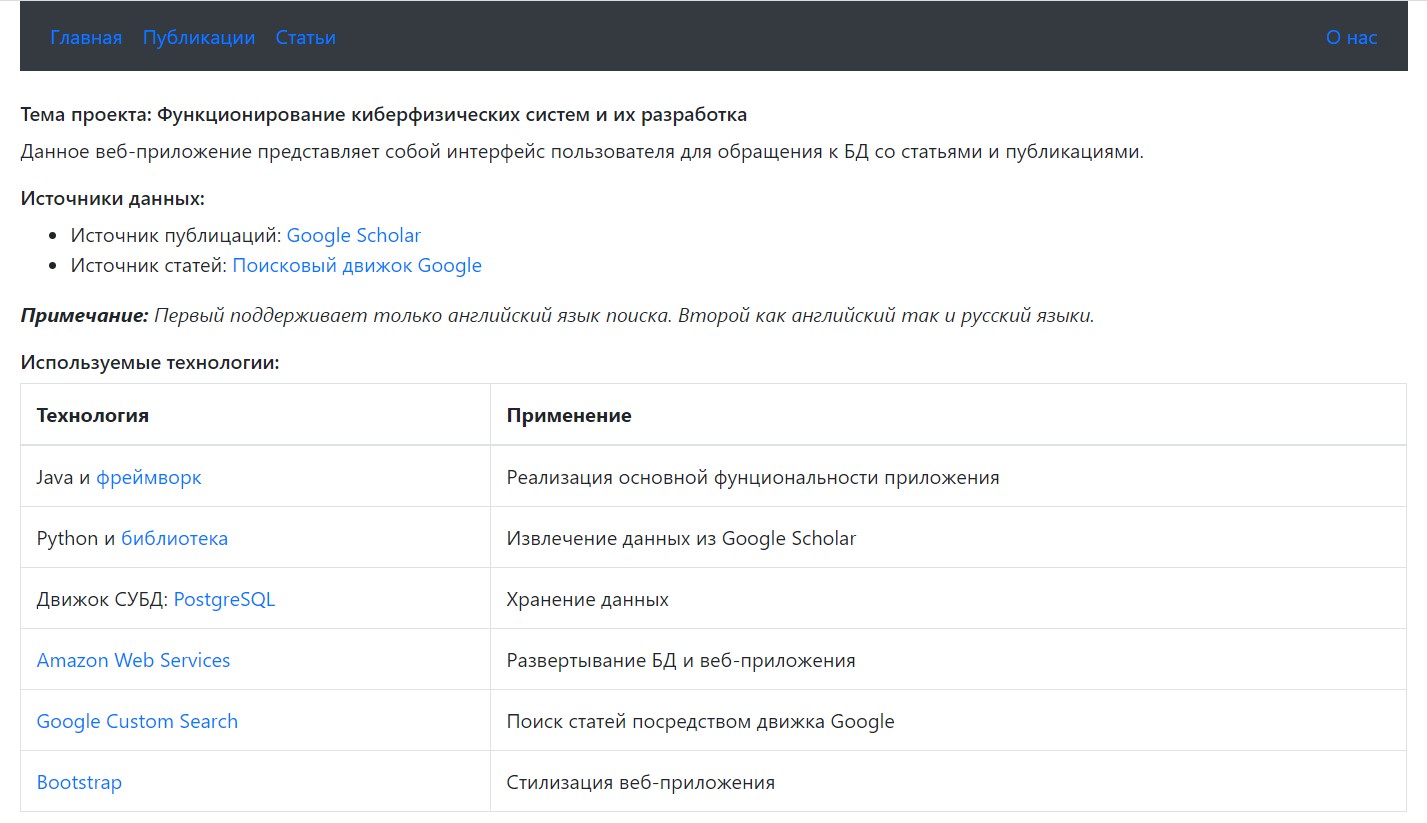 Главная Публикации Статьи О нас
Тема проекта: Функционирование киберфизических систем и их разработка
Данное веб-приложение представляет собой интерфейс пользователя для обращения к БД со статьями и публикациями.
Источники данных:
Источник публицаций: Google Scholar
Источник статей: Поисковый движок Google
Примечание: Первый поддерживает только английский язык поиска. Второй как английский так и русский языки.
Используемые технологии:
Технология Применение
Java и фреймворк Реализация основной фунциональности приложения
Python и библиотека Извлечение данных из Google Scholar
Движок СУБД: PostgreSQL Хранение данных
Amazon Web Services Развертывание БД и веб-приложения
Google Custom Search Поиск статей посредством движка Google
Bootstrap Стилизация веб-приложения